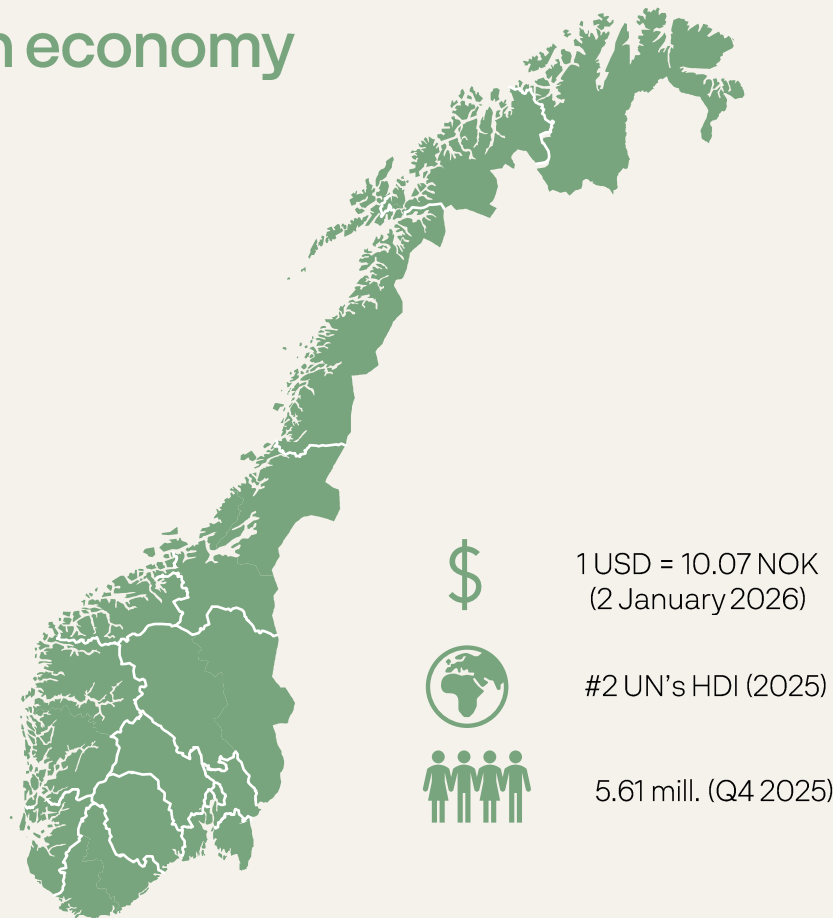 n economy
1 USD = 10.07 NOK
(2 January 2026)
#2 UN’s HDI (2025)
5.61 mill. (Q4 2025)